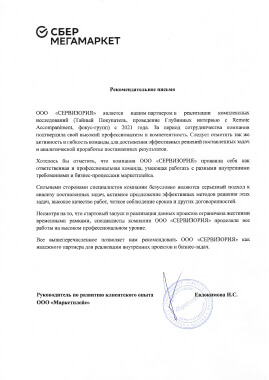 СБЕР
МЕГАМАРКЕТ
Рекомендательное письмо
ООО «СЕРВИЗОРИЯ» является нашим партнером в реализации комплексных
исследований (Тайный Покупатель, проведение Глубинных интервью с Remote
Accompaniment, фокус-групп) с 2021 года. За период сотрудничества компания
подтвердила свой высокий профессионализм и компетентность. Следует отметить так же
активность и гибкость команды, для достижения эффективных решений поставленных задач
и аналитической проработки поставленных результатов.
Хотелось бы отметить, что компания ООО «СЕРВИЗОРИЯ» проявила себя как
ответственная и профессиональная команда, умеющая работать с разными внутренними
требованиями и бизнес-процессами маркетплейса.
Сильными сторонами специалистов компании безусловно являются серьезный подход к
анализу поставленных задач, активное предложение эффективных методов решения этих
задач, высокое качество работ, четкое соблюдение сроков и других договоренностей.
Несмотря на то, что стартовый запуск и реализация данных проектов ограничена жесткими
временными рамками, специалисты компании ООО «СЕРВИЗОРИЯ» проделали все
работы на высоком профессиональном уровне.
Все вышеперечисленное позволяет нам рекомендовать ООО «СЕРВИЗОРИЯ» как
надежного партнера для реализации внутренних проектов и бизнес-задач.
Руководитель по развитию клиентского опыта Евдокимова И.С.
ООО «Маркетплейс»